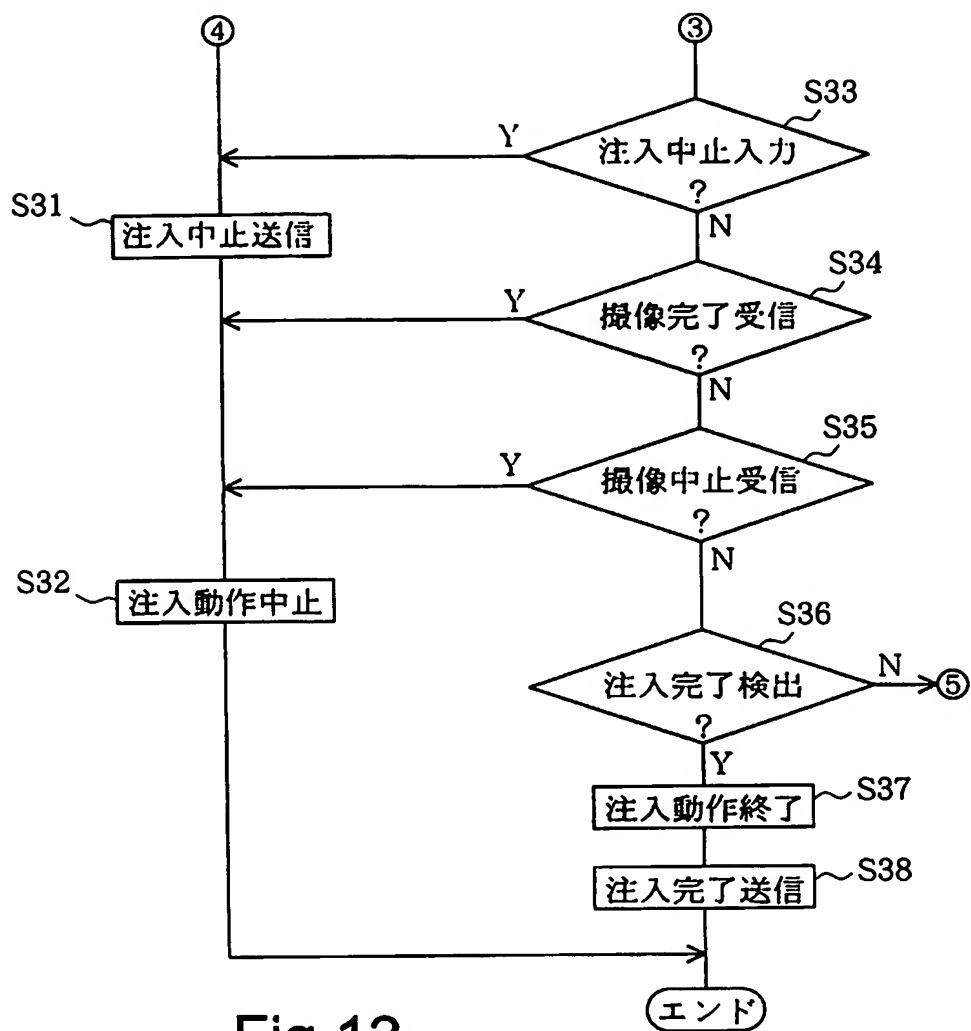 ④
③
S33
Y
注入中止入力
?
N
S31
注入中止送信
S34
Y
撮像完了受信
?
N
S35
Y
撮像中止受信
?
N
S32
注入動作中止
S36
注入完了検出
N
⑤
?
Y
注入動作終了
S37
注入完了送信
S38
エンド